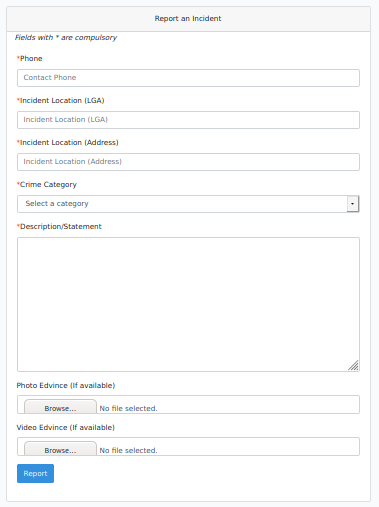 Report an Incident
Fields with * are compulsory
*Phone
Contact Phone
*Incident Location (LGA)
Incident Location (LGA)
*Incident Location (Address)
Incident Location (Address)
*Crime Category
Select a category
*Description/Statement
Photo Edvince (If available)
Browse... No file selected.
Video Edvince (If available)
Browse... No file selected.
Report